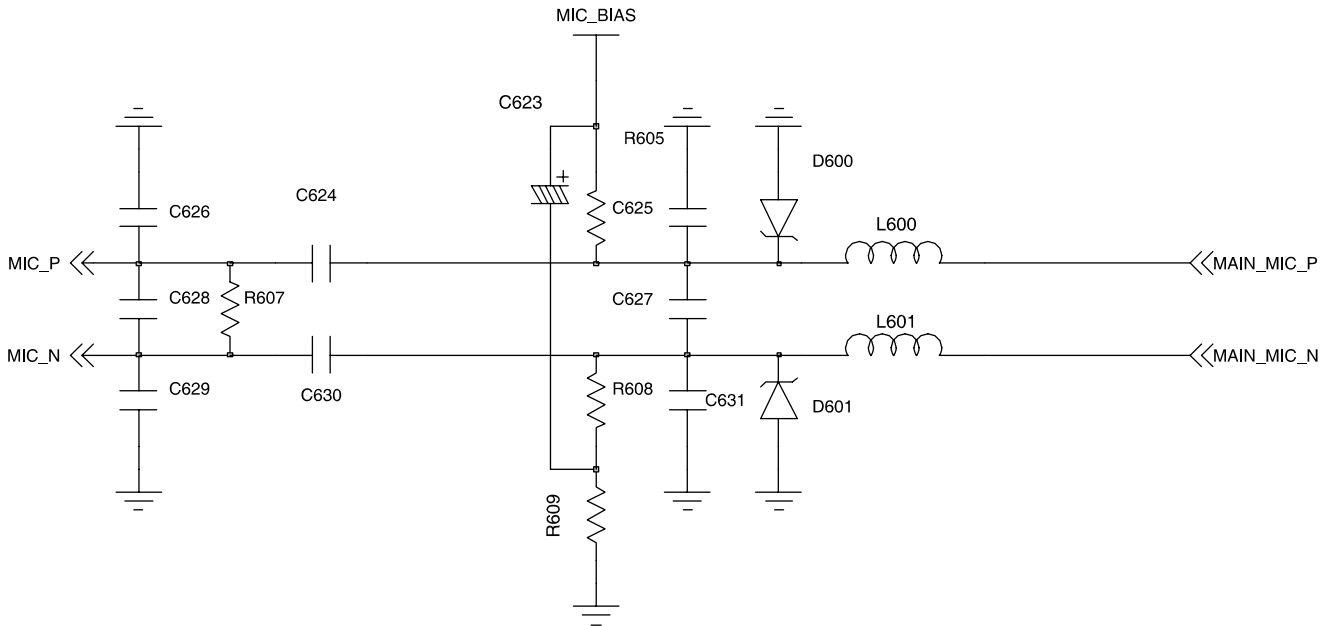 MIC_BIAS
C623
R605
D600
+
C624
C626
C625
L600
MIC_P
MAIN_MIC_P
C628
R607
C627
L601
MIC_N
MAIN_MIC_N
C629
C630
R608
C631
D601
R609